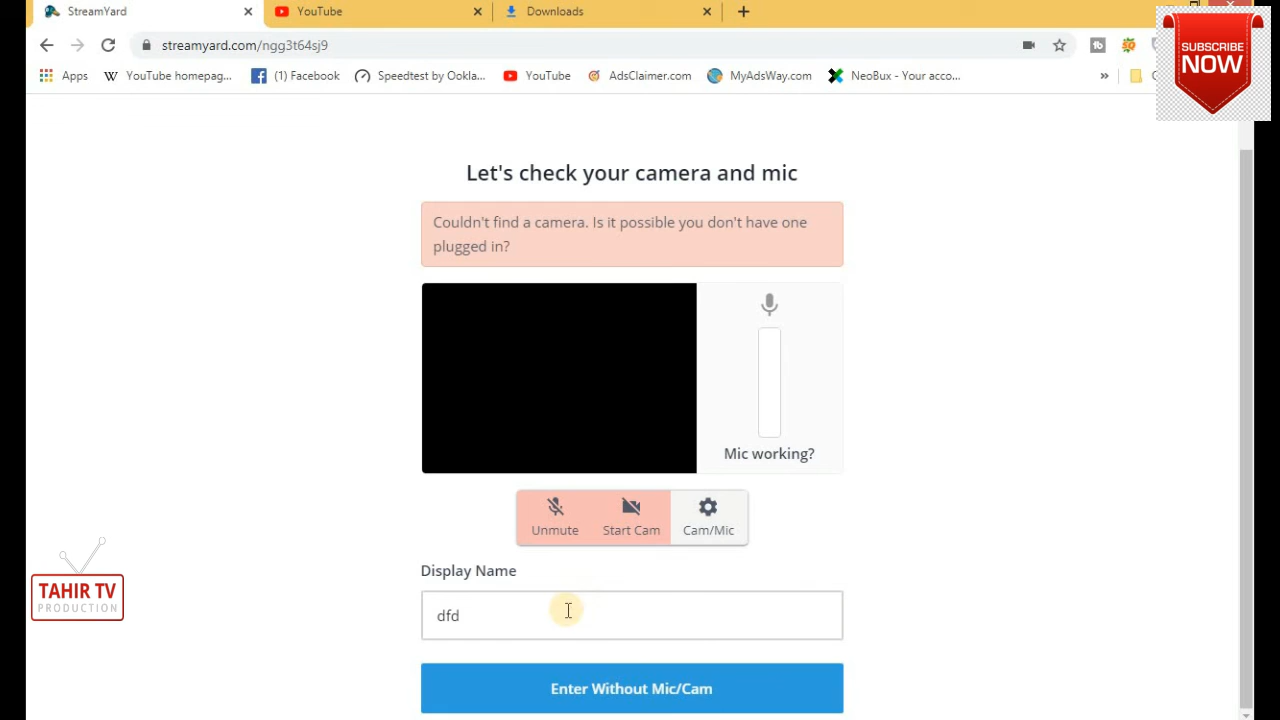 StreamYard
YouTube
Downloads
streamyard.com/ngg3t64sj9
Apps
YouTube homepag...
(1) Facebook
Speedtest by Ookla...
YouTube
AdsClaimer.com
MyAdsWay.com
NeoBux - Your acco...
»
SUBSCRIBE
NOW
Let's check your camera and mic
Couldn't find a camera. Is it possible you don't have one
plugged in?
Mic working?
Unmute
Start Cam
Cam/Mic
Display Name
dfd
Enter Without Mic/Cam
TAHIR TV
PRODUCTION